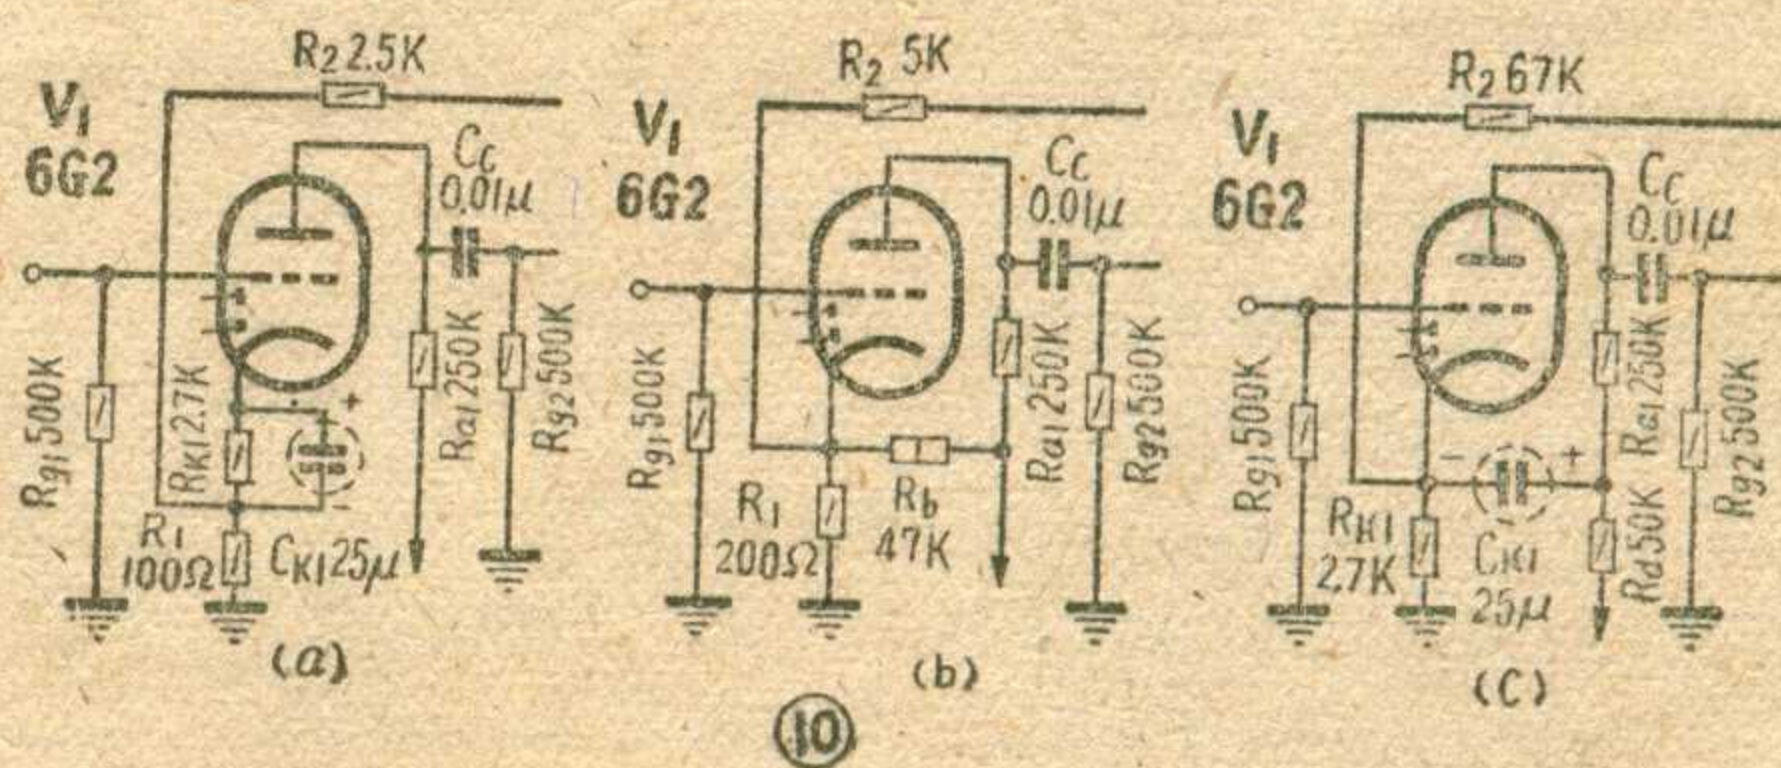 R2 2.5K
V1
6G2
Cc
0.01μ
Rg1 500K
RK1 2.7K
+
-
R1
100Ω
CK1 25μ
Ra1 250K
Rg2 500K
(a)
R2 5K
V1
6G2
Cc
0.01μ
Rg1 500K
R1
200Ω
Rb
47K
Ra1 250K
Rg2 500K
(b)
R2 67K
V1
6G2
Cc
0.01μ
Rg1 500K
RK1
2.7K
- +
CK1
25μ
Ra1 250K
Rd 50K
Rg2 500K
(C)
10